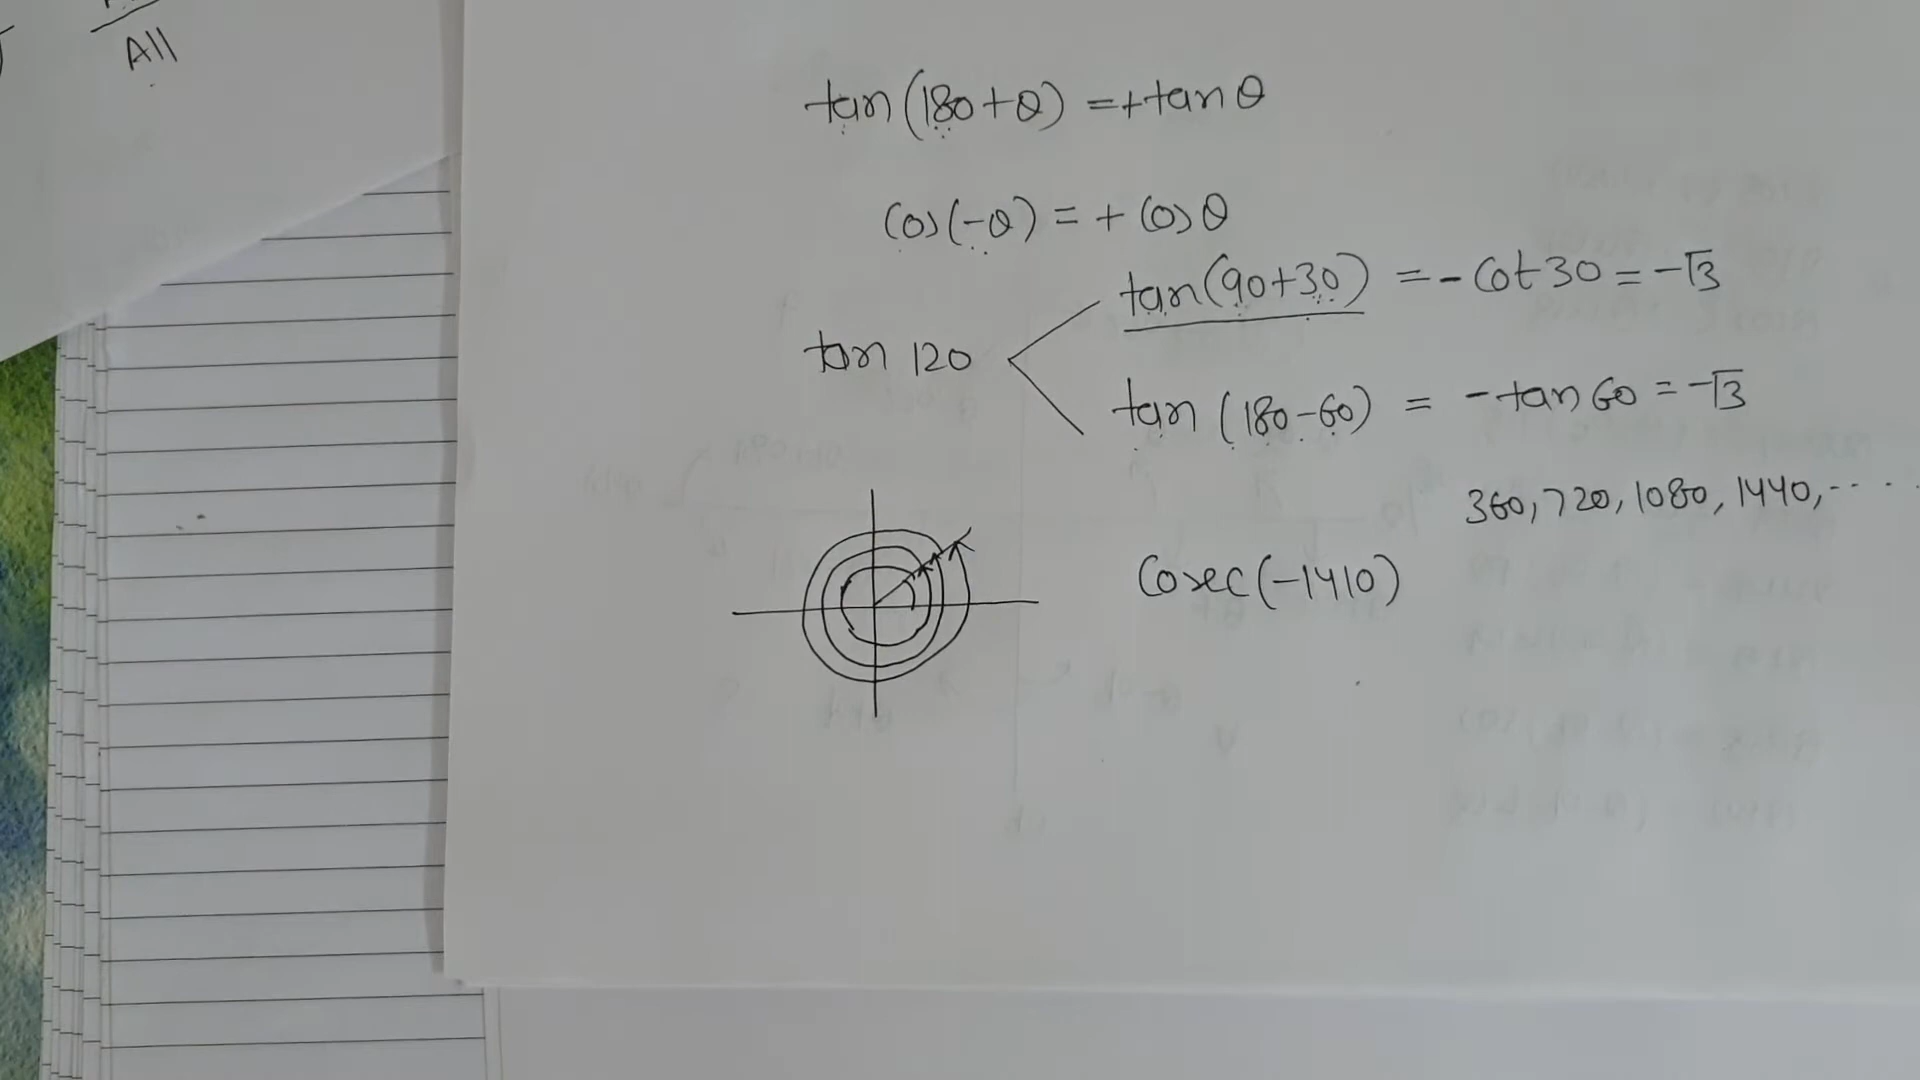 All
tan(180+θ) = +tan θ
cos(-θ) = + cos θ
tan(90+30) = - cot 30 = -√3
tan 120
tan (180-60) = -tan 60 = -√3
360, 720, 1080, 1440, ....
Cosec(-1410)